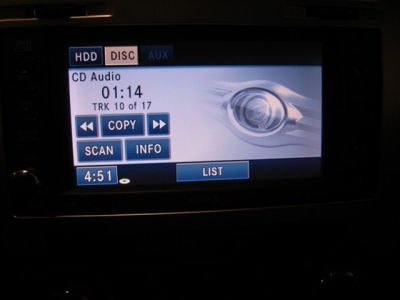 HDD DISC AUX
CD Audio
01:14
TRK 10 of 17
COPY
SCAN INFO
4:51 LIST